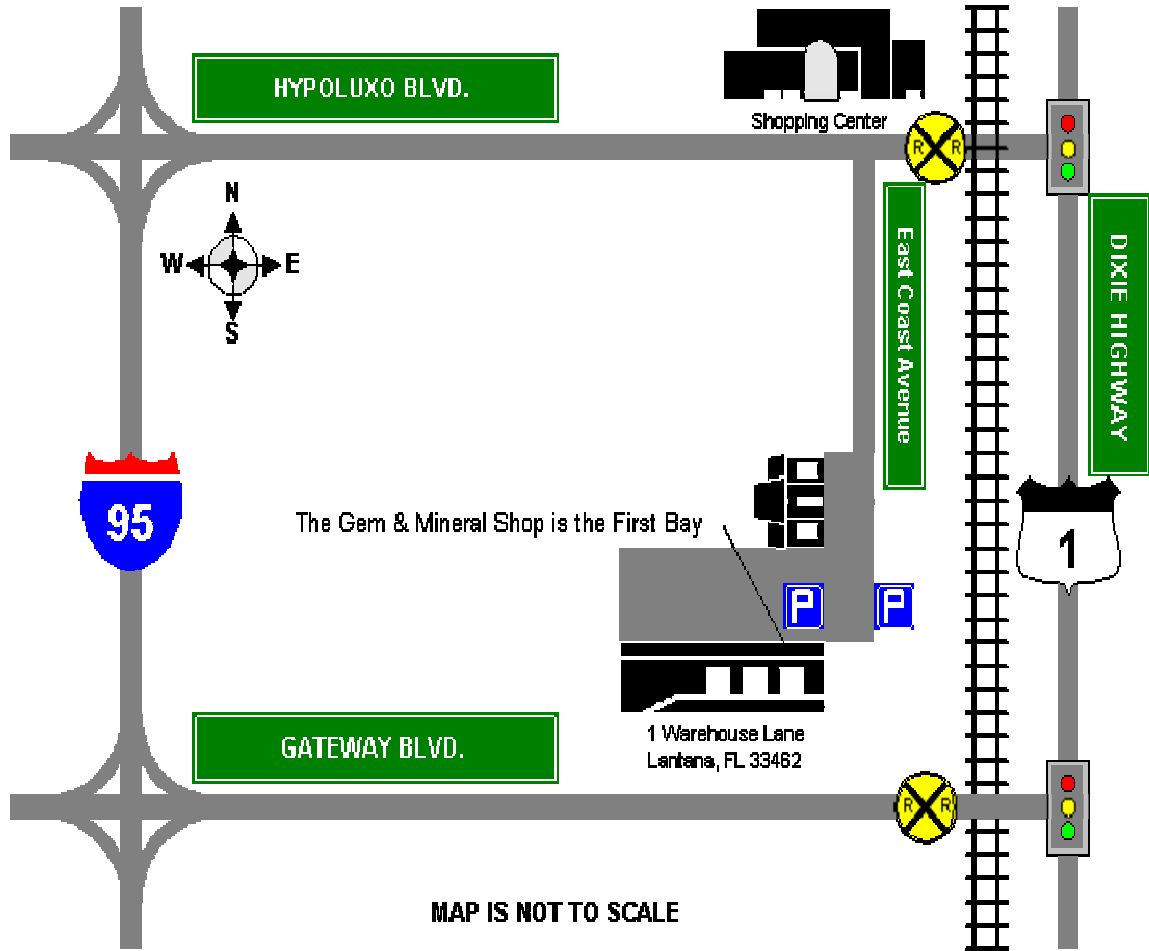 HYPOLUXO BLVD.
Shopping Center
R R
N
W E
S
East Coast Avenue
DIXIE HIGHWAY
95
The Gem & Mineral Shop is the First Bay
1
P P
1 Warehouse Lane
Lantana, FL 33462
GATEWAY BLVD.
R R
MAP IS NOT TO SCALE